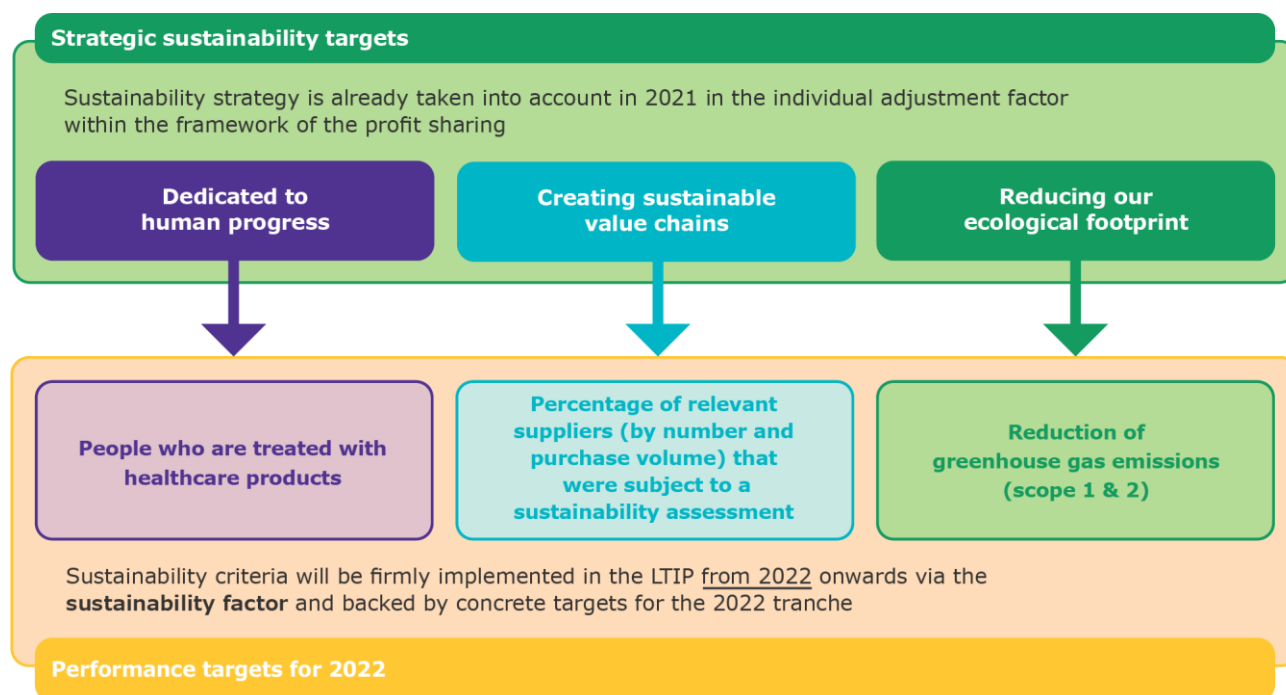 Strategic sustainability targets
Sustainability strategy is already taken into account in 2021 in the individual adjustment factor
within the framework of the profit sharing
Dedicated to
human progress
Creating sustainable
value chains
Reducing our
ecological footprint
People who are treated with
healthcare products
Percentage of relevant
suppliers (by number and
purchase volume) that
were subject to a
sustainability assessment
Reduction of
greenhouse gas emissions
(scope 1 & 2)
Sustainability criteria will be firmly implemented in the LTIP from 2022 onwards via the
sustainability factor and backed by concrete targets for the 2022 tranche
Performance targets for 2022